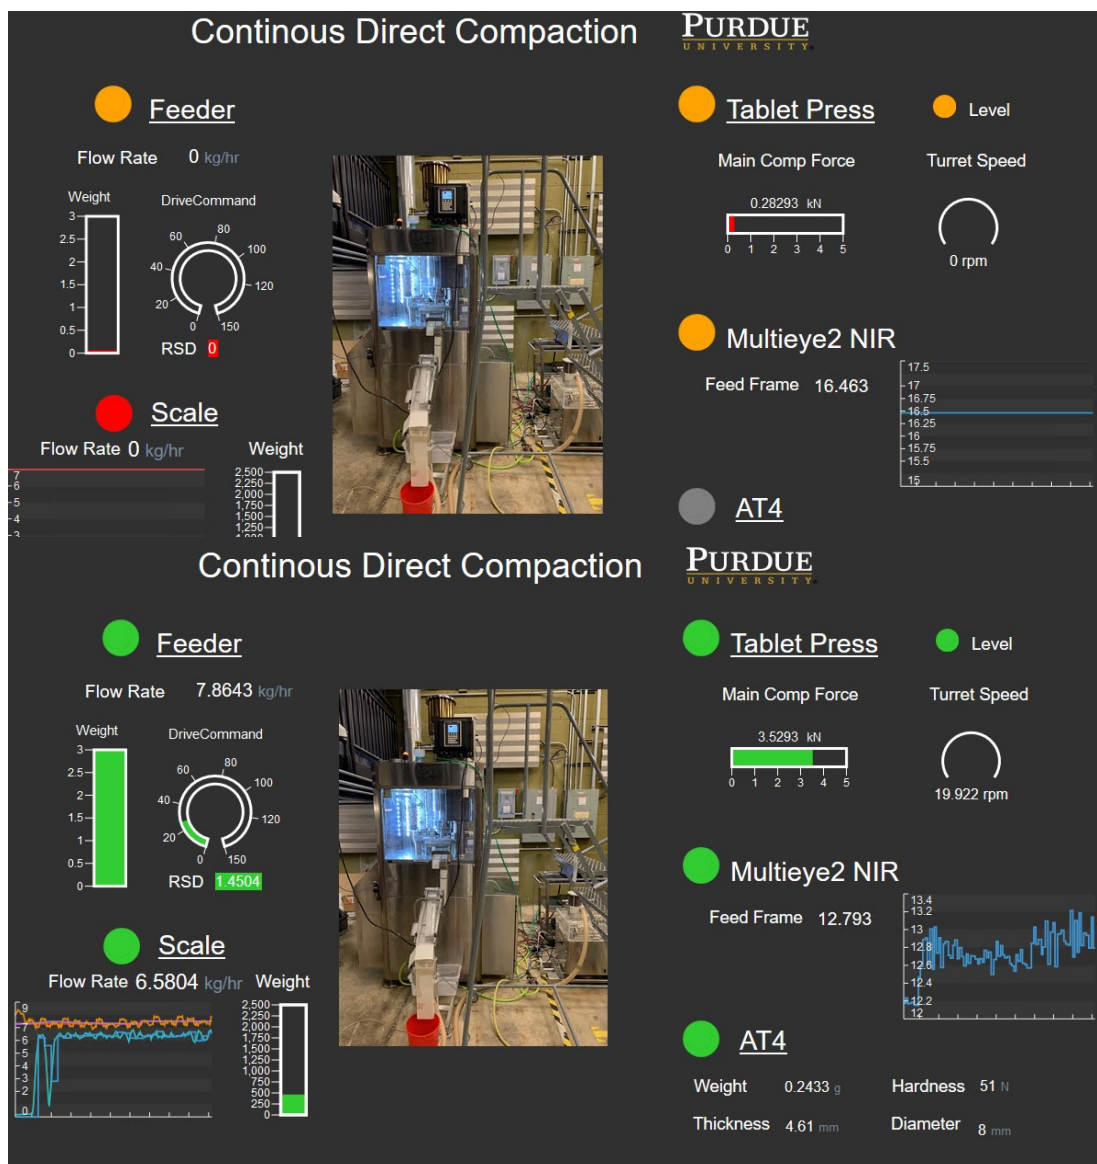 Continous Direct Compaction
PURDUE
UNIVERSITY
Feeder
Flow Rate 0 kg/hr
Weight
3
2.5
2
1.5
1
0.5
0
DriveCommand
0
20
40
60
80
100
120
150
RSD 0
Scale
Flow Rate 0 kg/hr
7
6
5
4
3
Weight
2,500
2,250
2,000
1,750
1,500
1,250
1,000
Tablet Press
Level
Main Comp Force
0.28293 kN
0 1 2 3 4 5
Turret Speed
0 rpm
Multieye2 NIR
Feed Frame 16.463
17.5
17
16.75
16.5
16.25
16
15.75
15.5
15
AT4
Continous Direct Compaction
PURDUE
UNIVERSITY
Feeder
Flow Rate 7.8643 kg/hr
Weight
3
2.5
2
1.5
1
0.5
0
DriveCommand
0
20
40
60
80
100
120
150
RSD 1.4504
Scale
Flow Rate 6.5804 kg/hr
9
7
6
5
4
3
2
0
Weight
2,500
2,250
2,000
1,750
1,500
1,250
1,000
750
500
250
0
Tablet Press
Level
Main Comp Force
3.5293 kN
0 1 2 3 4 5
Turret Speed
19.922 rpm
Multieye2 NIR
Feed Frame 12.793
13.4
13.2
13
12.8
12.6
12.4
12.2
12
AT4
Weight 0.2433 g
Hardness 51 N
Thickness 4.61 mm
Diameter 8 mm